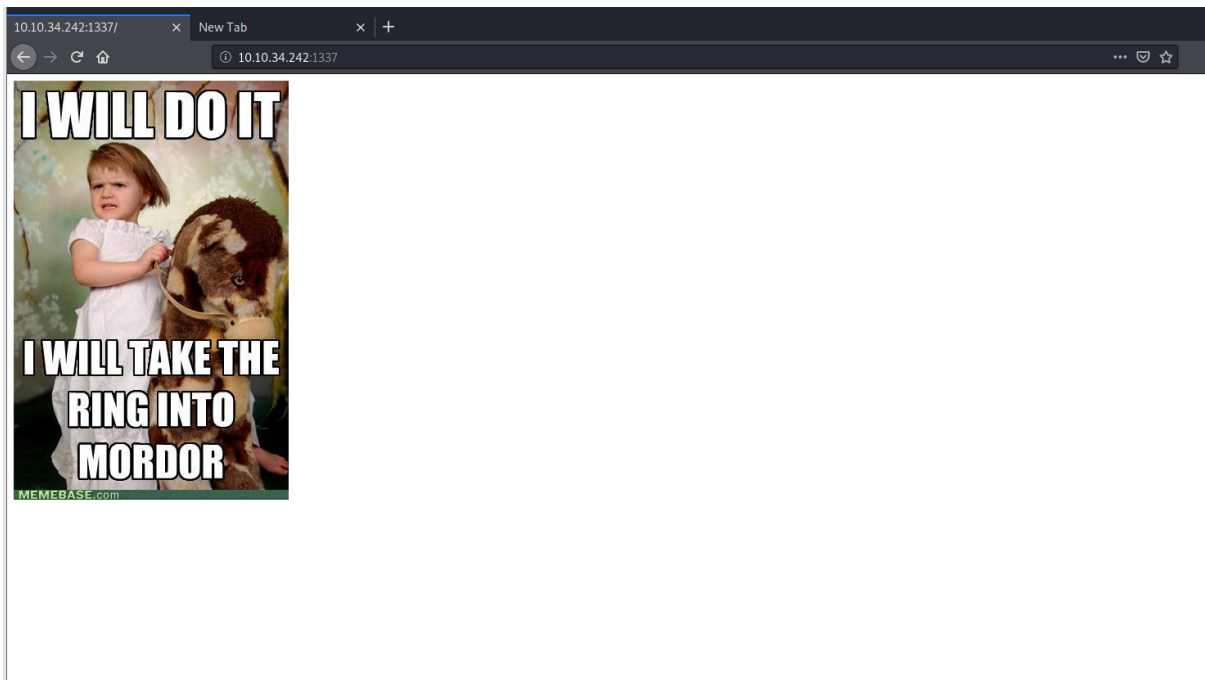 10.10.34.242:1337/
New Tab
10.10.34.242:1337
I WILL DO IT
I WILL TAKE THE
RING INTO
MORDOR
MEMEBASE.com